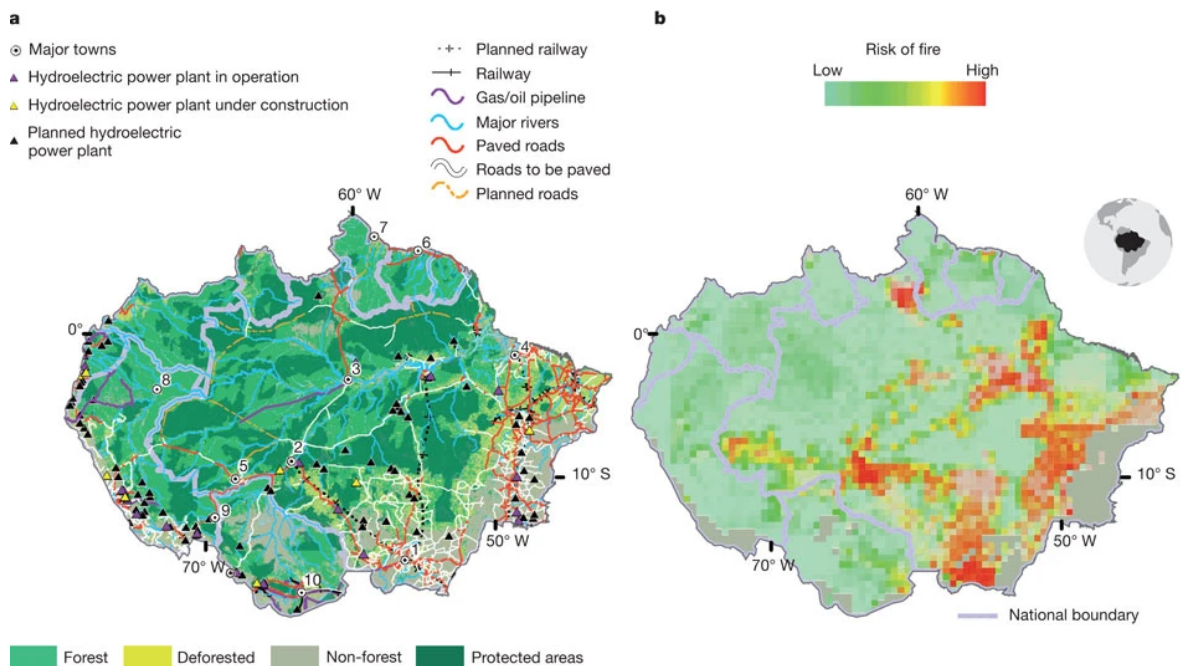 a
Major towns
Hydroelectric power plant in operation
Hydroelectric power plant under construction
Planned hydroelectric
power plant
Planned railway
Railway
Gas/oil pipeline
Major rivers
Paved roads
Roads to be paved
Planned roads
60° W
7
6
0°
4
3
8
2
5
10° S
9
50° W
1
70° W
10
Forest
Deforested
Non-forest
Protected areas
b
Risk of fire
Low
High
60° W
0°
10° S
50° W
70° W
National boundary